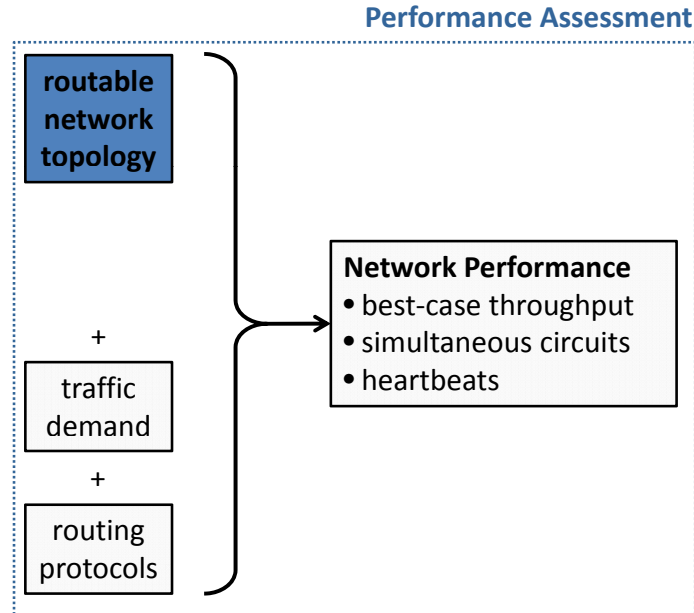 Performance Assessment
routable
network
topology
+
traffic
demand
+
routing
protocols
Network Performance
• best-case throughput
• simultaneous circuits
• heartbeats